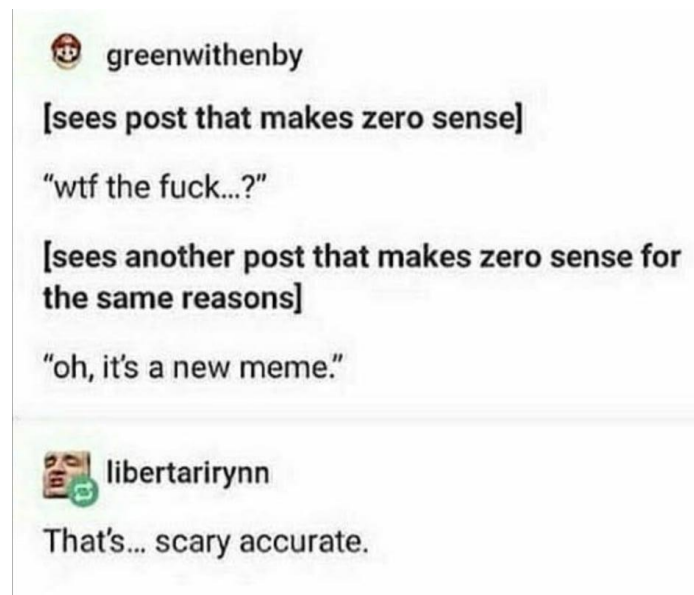 greenwithenby
[sees post that makes zero sense]
“wtf the fuck...?”
[sees another post that makes zero sense for
the same reasons]
“oh, it’s a new meme.”
libertarirynn
That’s... scary accurate.